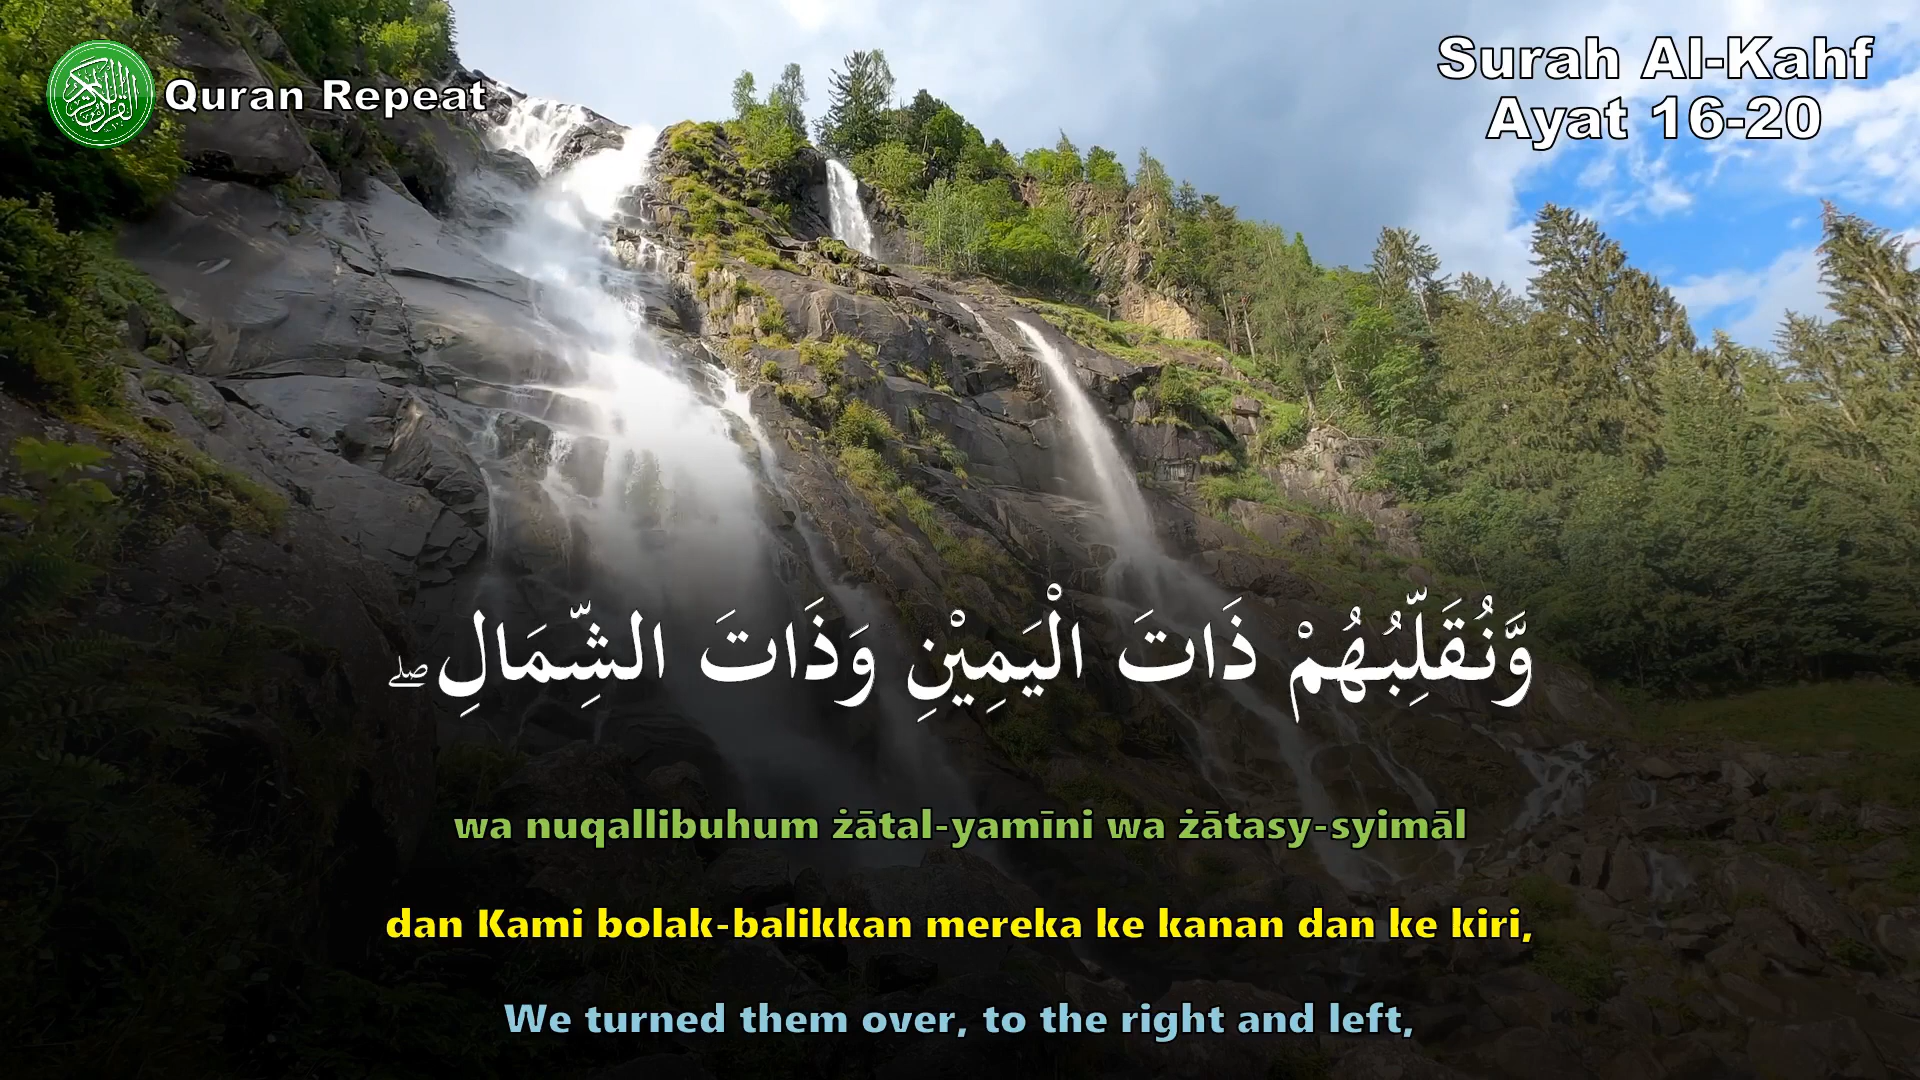 Quran Repeat
Surah Al-Kahf
Ayat 16-20
وَّنُقَلِّبُهُمْ ذَاتَ الْيَمِيْنِ وَذَاتَ الشِّمَالِ ۖ
wa nuqallibuhum żātal-yamīni wa żātasy-syimāl
dan Kami bolak-balikkan mereka ke kanan dan ke kiri,
We turned them over, to the right and left,